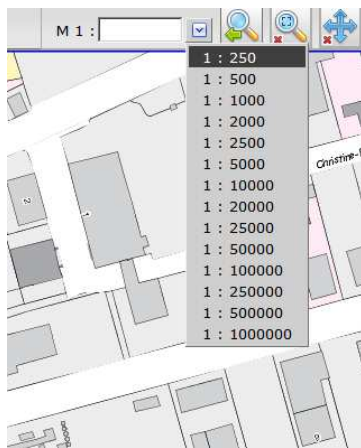 M 1 :
1 : 250
1 : 500
1 : 1000
1 : 2000
1 : 2500
1 : 5000
1 : 10000
1 : 20000
1 : 25000
1 : 50000
1 : 100000
1 : 250000
1 : 500000
1 : 1000000
Christine-
2
1